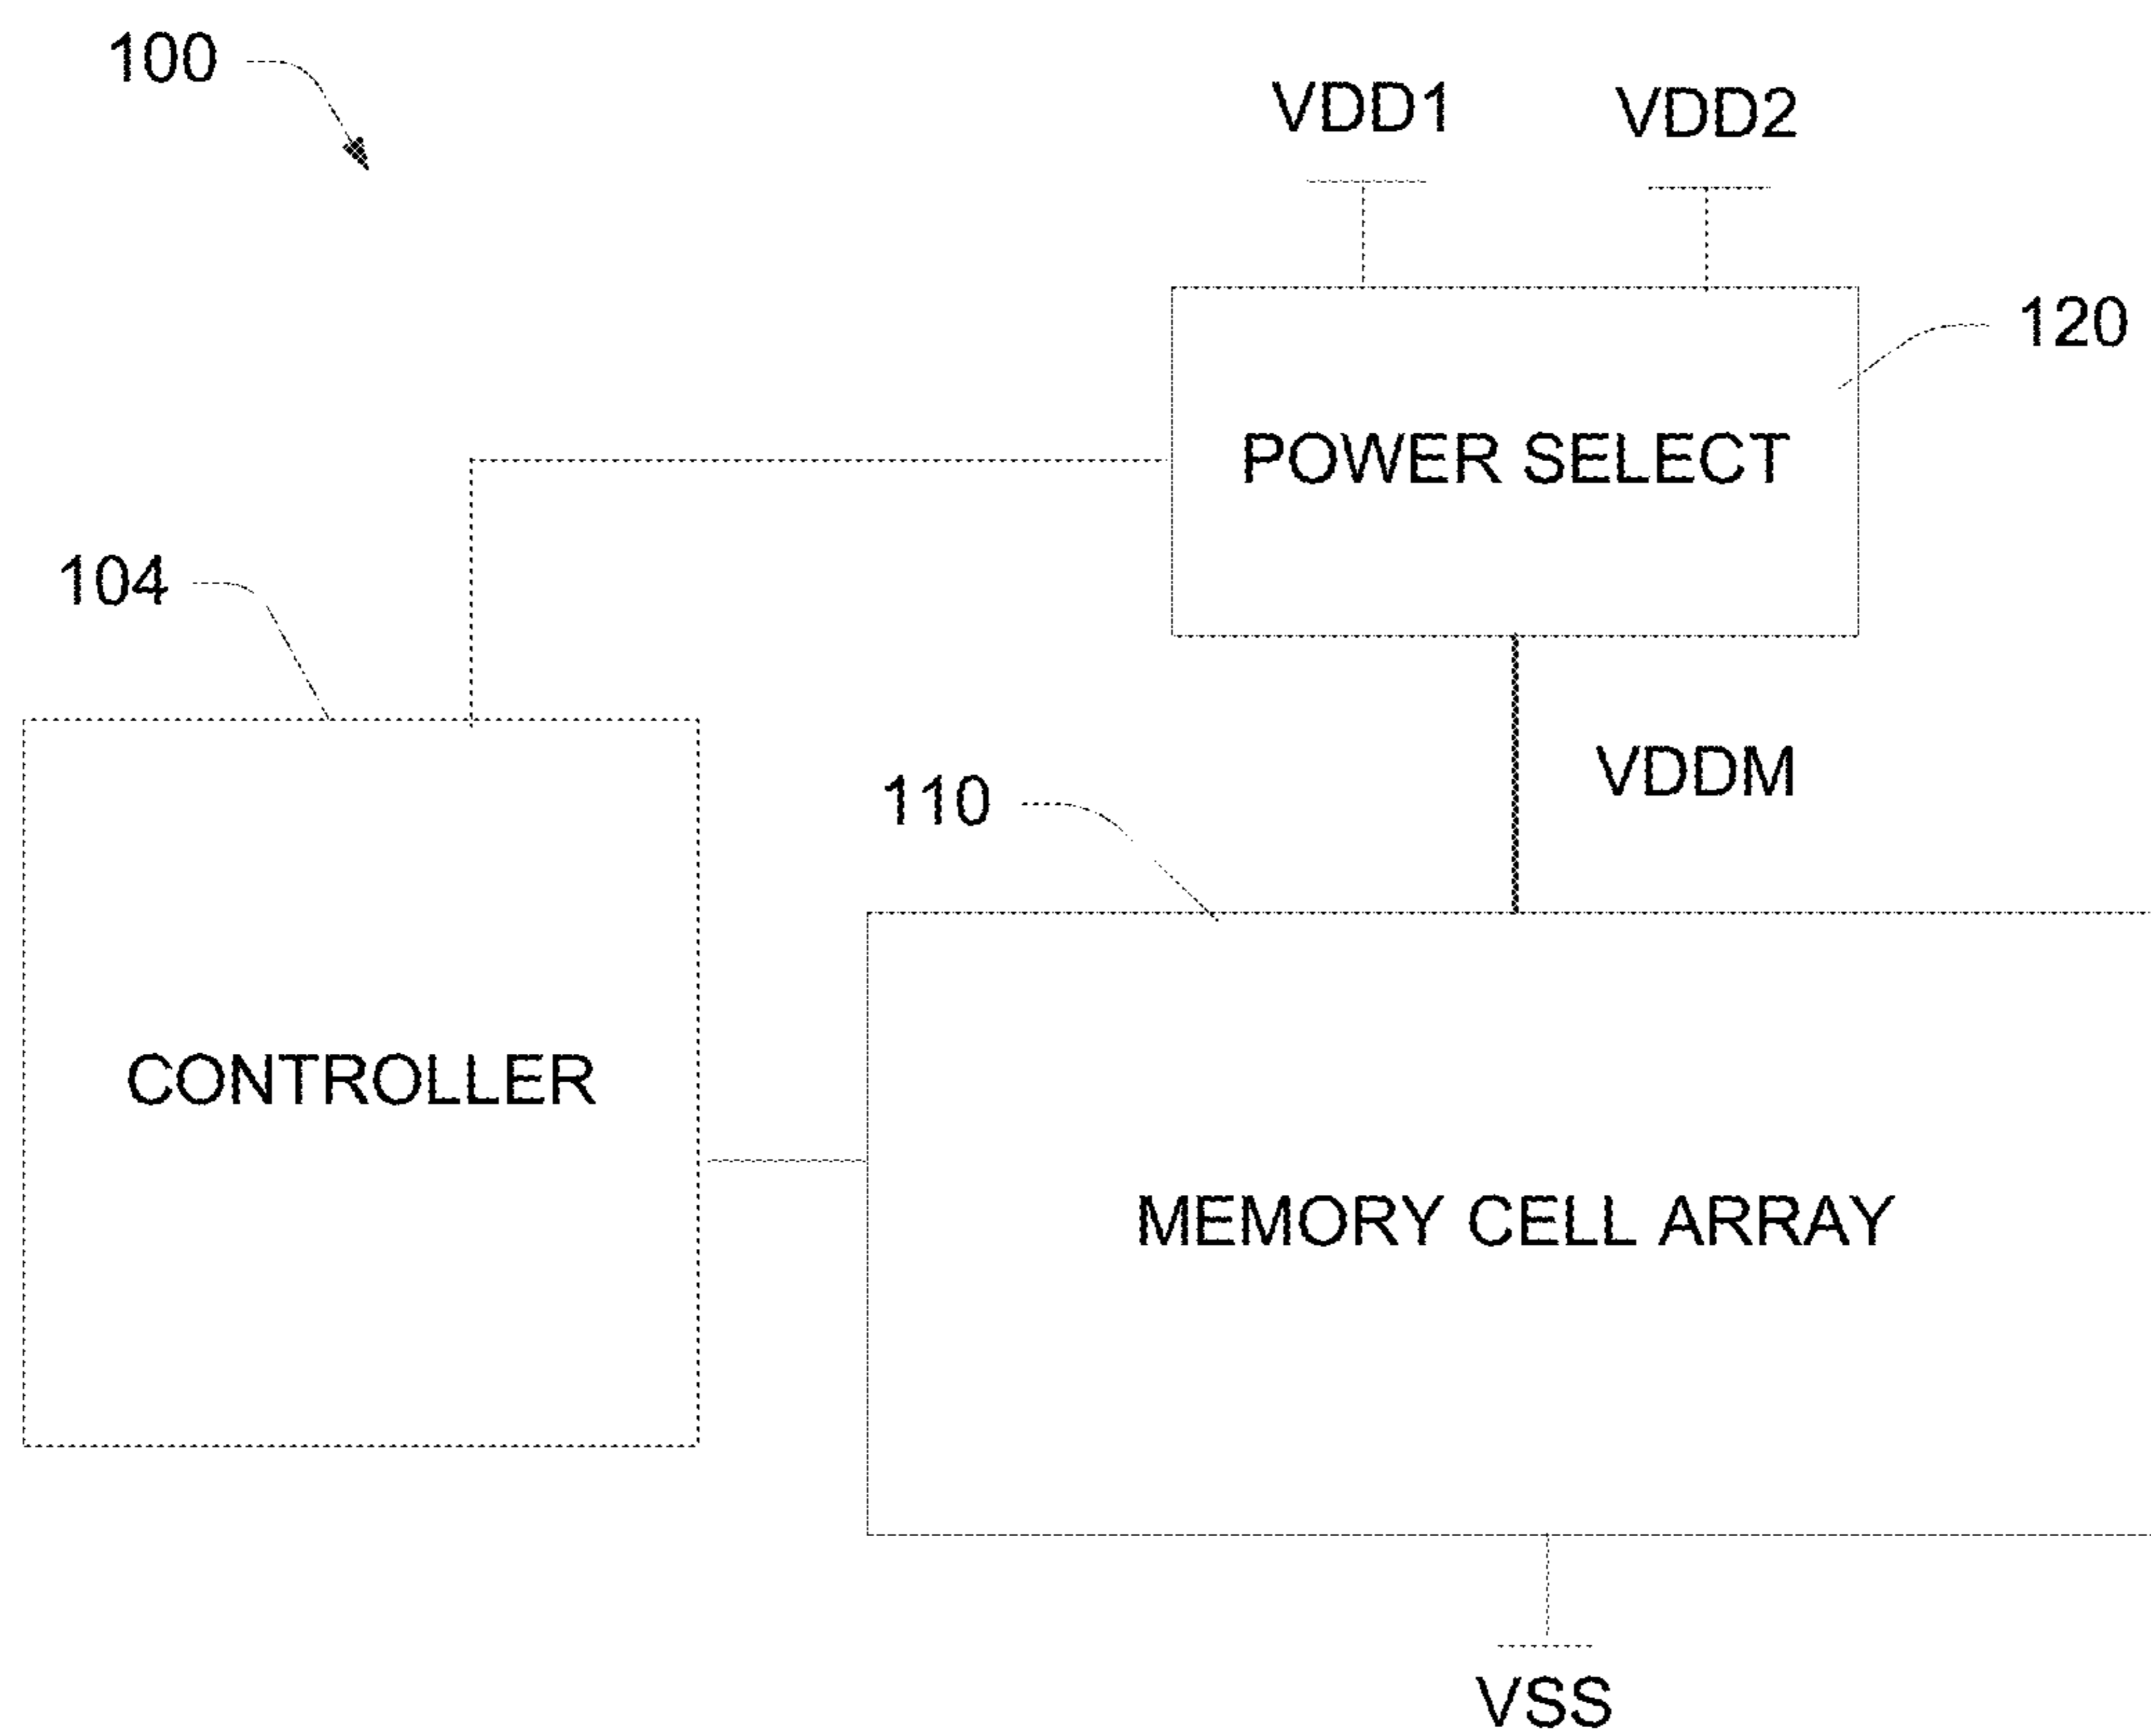 100
VDD1
VDD2
120
POWER SELECT
104
VDDM
110
CONTROLLER
MEMORY CELL ARRAY
VSS